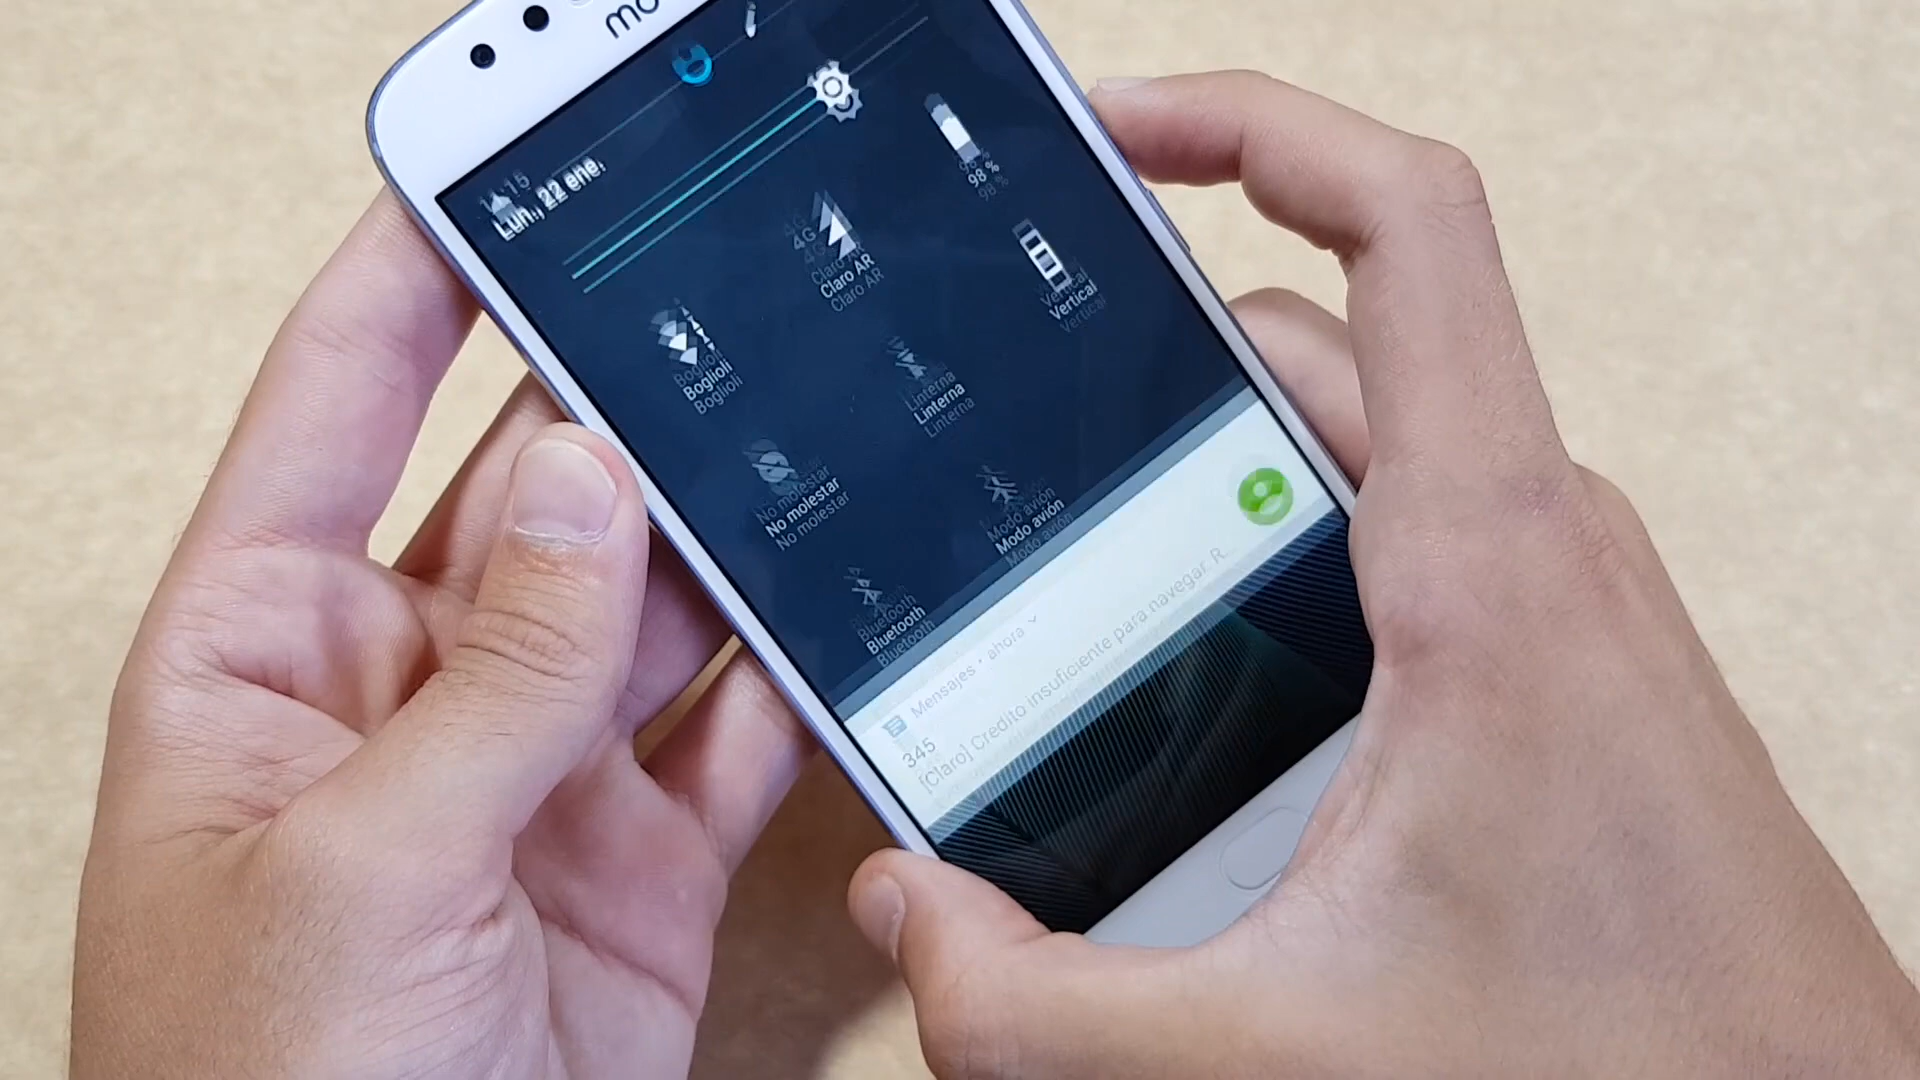 mo
Lun., 22 ene.
98 %
4G
Claro AR
Vertical
Boglioli
Linterna
No molestar
Modo avión
Bluetooth
Mensajes • ahora
345
[Claro] Credito insuficiente para navegar. R...